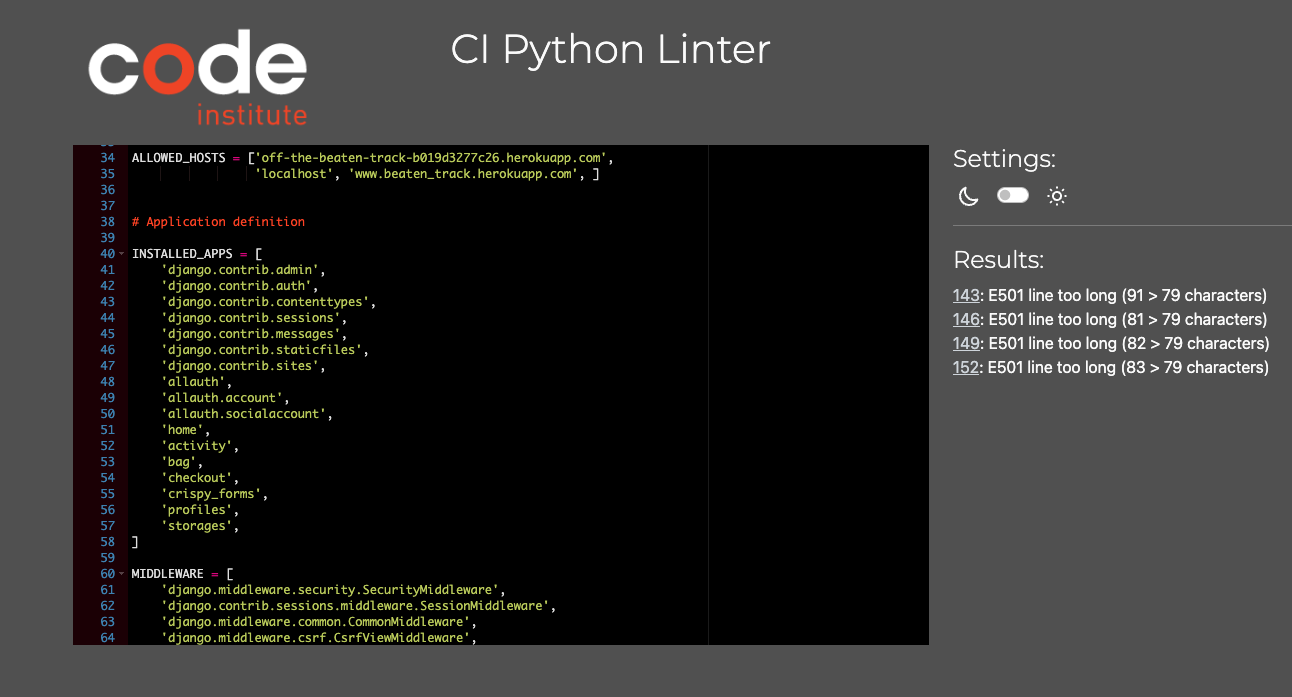 code
institute
CI Python Linter
34 ALLOWED_HOSTS = ['off-the-beaten-track-b019d3277c26.herokuapp.com',
35 'localhost', 'www.beaten_track.herokuapp.com', ]
36
37
38 # Application definition
39
40 INSTALLED_APPS = [
41 'django.contrib.admin',
42 'django.contrib.auth',
43 'django.contrib.contenttypes',
44 'django.contrib.sessions',
45 'django.contrib.messages',
46 'django.contrib.staticfiles',
47 'django.contrib.sites',
48 'allauth',
49 'allauth.account',
50 'allauth.socialaccount',
51 'home',
52 'activity',
53 'bag',
54 'checkout',
55 'crispy_forms',
56 'profiles',
57 'storages',
58 ]
59
60 MIDDLEWARE = [
61 'django.middleware.security.SecurityMiddleware',
62 'django.contrib.sessions.middleware.SessionMiddleware',
63 'django.middleware.common.CommonMiddleware',
64 'django.middleware.csrf.CsrfViewMiddleware',
Settings:
Results:
143: E501 line too long (91 > 79 characters)
146: E501 line too long (81 > 79 characters)
149: E501 line too long (82 > 79 characters)
152: E501 line too long (83 > 79 characters)